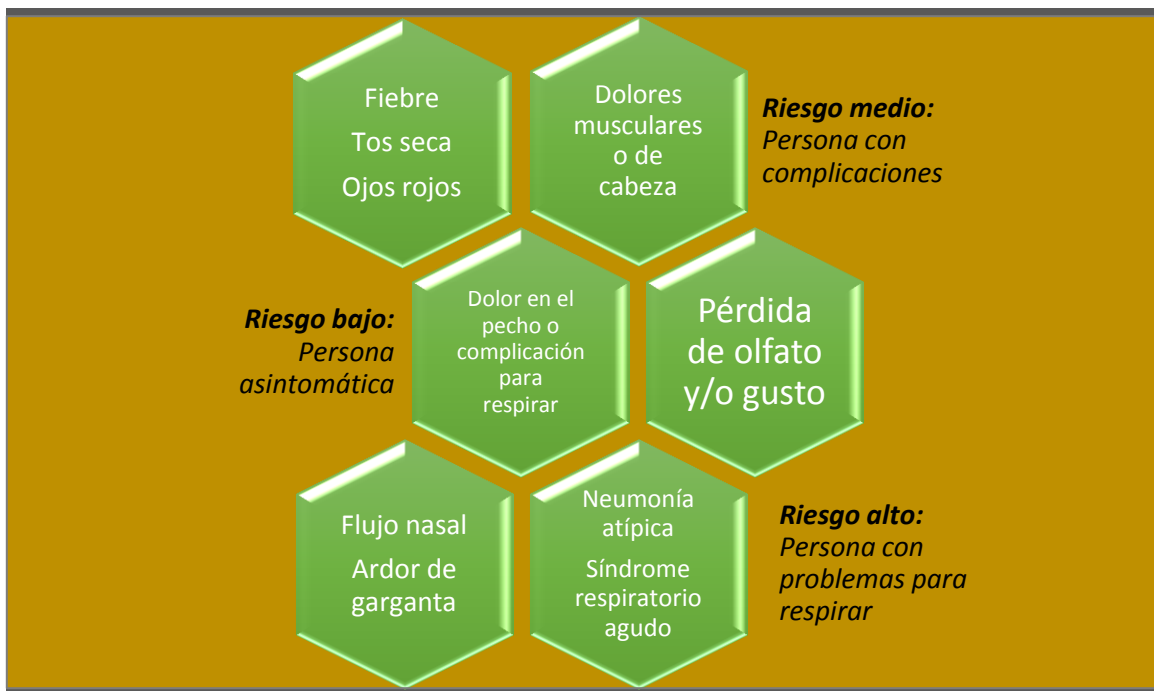 Fiebre
Tos seca
Ojos rojos
Dolores
musculares
o de
cabeza
Riesgo medio:
Persona con
complicaciones
Riesgo bajo:
Persona
asintomática
Dolor en el
pecho o
complicación
para
respirar
Pérdida
de olfato
y/o gusto
Flujo nasal
Ardor de
garganta
Neumonía
atípica
Síndrome
respiratorio
agudo
Riesgo alto:
Persona con
problemas para
respirar